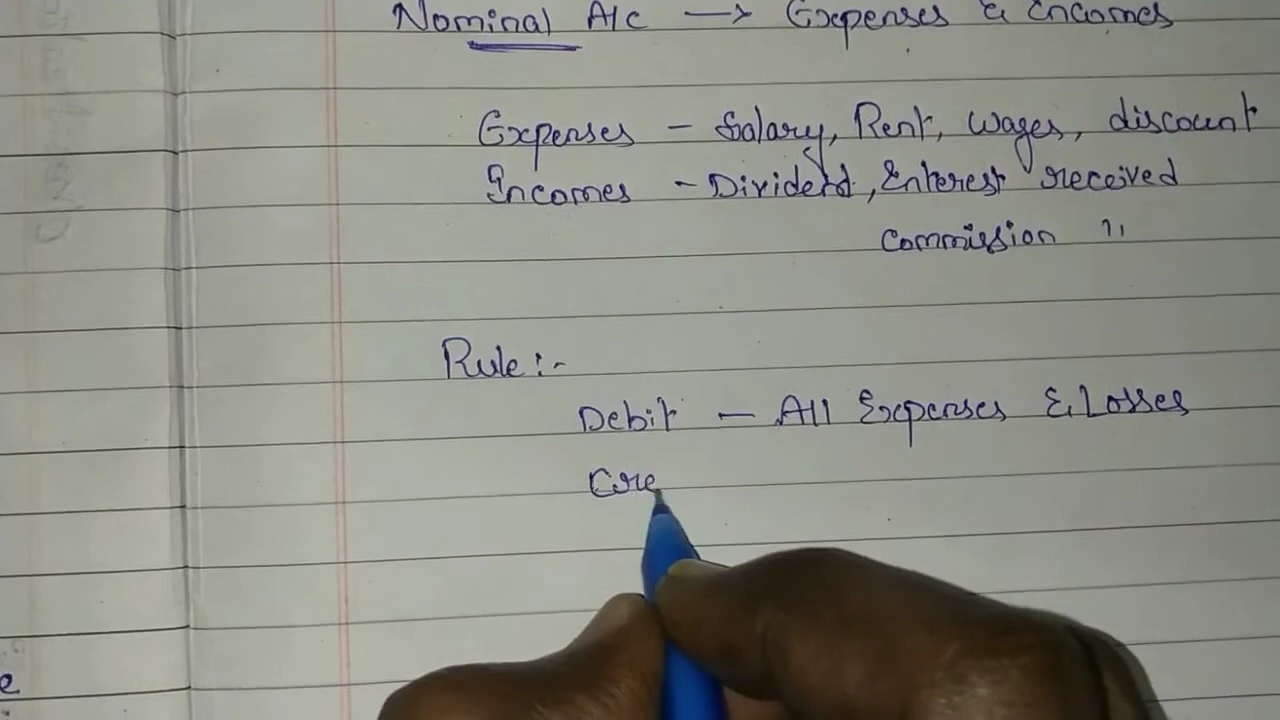 Nominal A/c → Expenses & Incomes
Expenses - Salary, Rent, Wages, discount
Incomes - Dividend, Interest received
Commission "
Rule:-
Debit - All Expenses & Losses
Cre
e